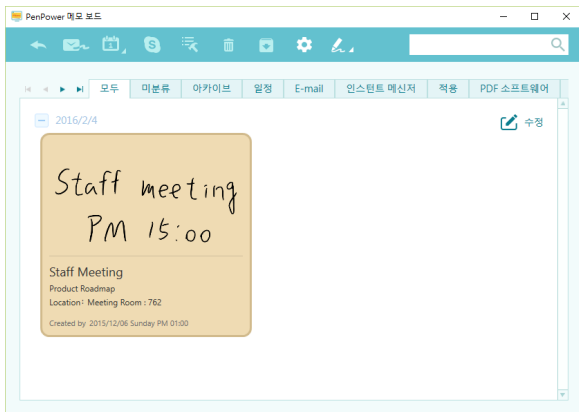 PenPower 메모 보드
모두 미분류 아카이브 일정 E-mail 인스턴트 메신저 적용 PDF 소프트웨어
2016/2/4
수정
Staff meeting
PM 15:00
Staff Meeting
Product Roadmap
Location: Meeting Room : 762
Created by 2015/12/06 Sunday PM 01:00